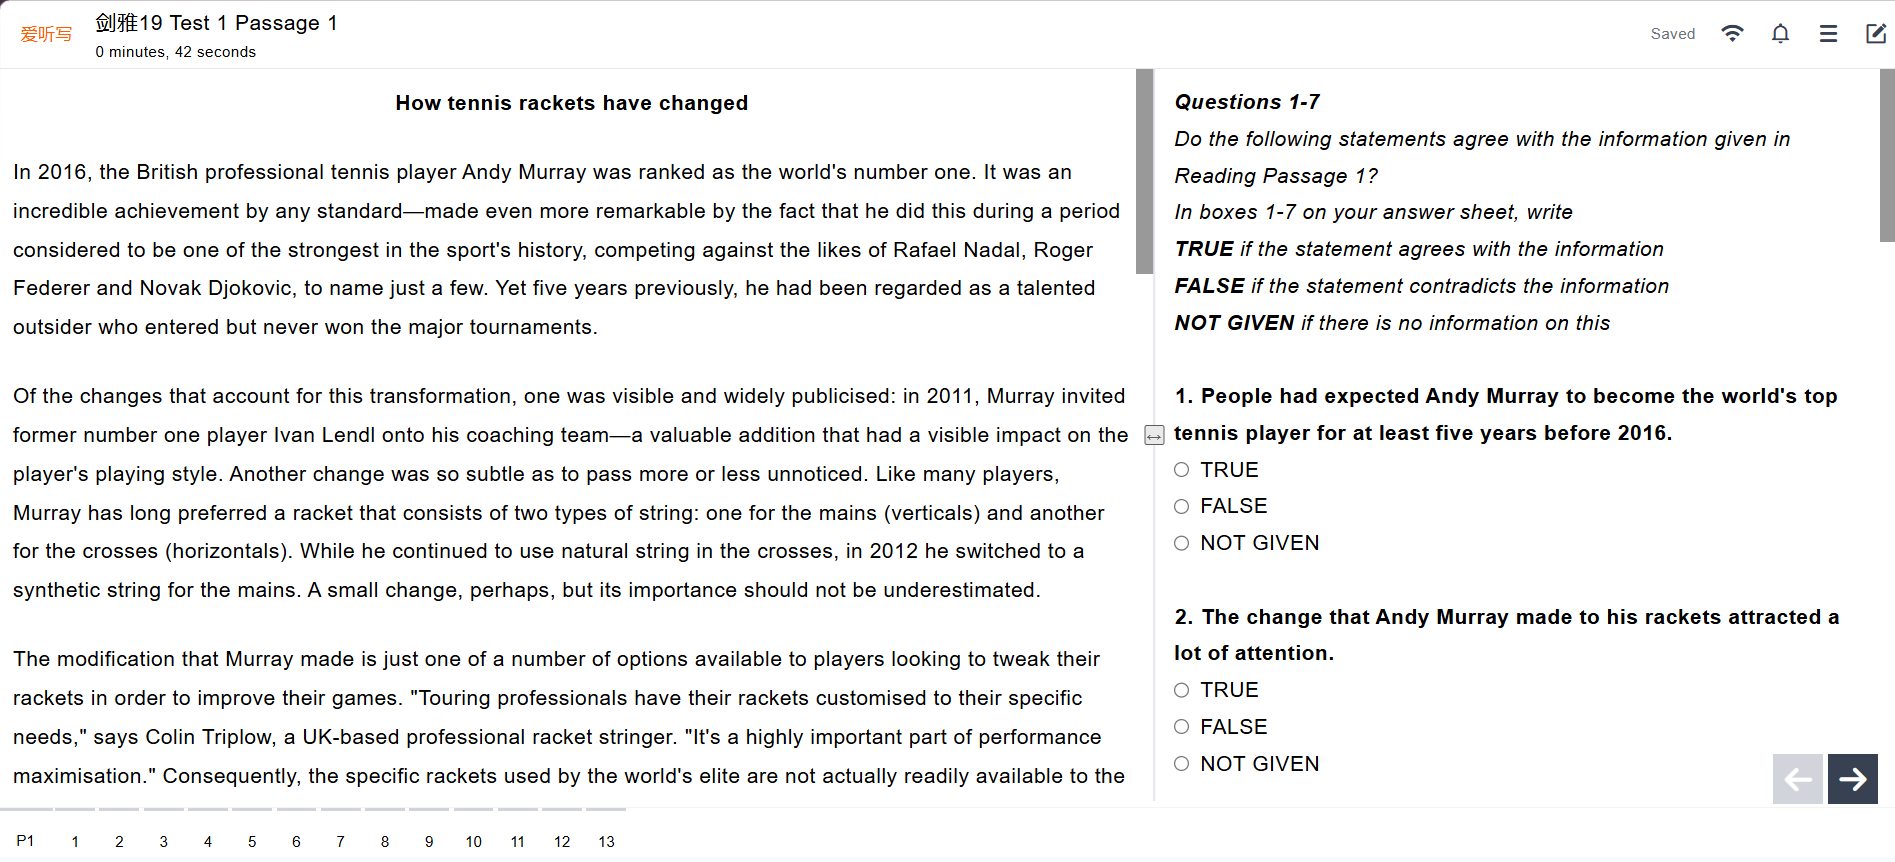 爱听写
剑雅19 Test 1 Passage 1
0 minutes, 42 seconds
Saved
How tennis rackets have changed
In 2016, the British professional tennis player Andy Murray was ranked as the world's number one. It was an
incredible achievement by any standard—made even more remarkable by the fact that he did this during a period
considered to be one of the strongest in the sport's history, competing against the likes of Rafael Nadal, Roger
Federer and Novak Djokovic, to name just a few. Yet five years previously, he had been regarded as a talented
outsider who entered but never won the major tournaments.
Of the changes that account for this transformation, one was visible and widely publicised: in 2011, Murray invited
former number one player Ivan Lendl onto his coaching team—a valuable addition that had a visible impact on the
player's playing style. Another change was so subtle as to pass more or less unnoticed. Like many players,
Murray has long preferred a racket that consists of two types of string: one for the mains (verticals) and another
for the crosses (horizontals). While he continued to use natural string in the crosses, in 2012 he switched to a
synthetic string for the mains. A small change, perhaps, but its importance should not be underestimated.
The modification that Murray made is just one of a number of options available to players looking to tweak their
rackets in order to improve their games. "Touring professionals have their rackets customised to their specific
needs," says Colin Triplow, a UK-based professional racket stringer. "It's a highly important part of performance
maximisation." Consequently, the specific rackets used by the world's elite are not actually readily available to the
Questions 1-7
Do the following statements agree with the information given in
Reading Passage 1?
In boxes 1-7 on your answer sheet, write
TRUE if the statement agrees with the information
FALSE if the statement contradicts the information
NOT GIVEN if there is no information on this
1. People had expected Andy Murray to become the world's top
tennis player for at least five years before 2016.
TRUE
FALSE
NOT GIVEN
2. The change that Andy Murray made to his rackets attracted a
lot of attention.
TRUE
FALSE
NOT GIVEN
P1 1 2 3 4 5 6 7 8 9 10 11 12 13